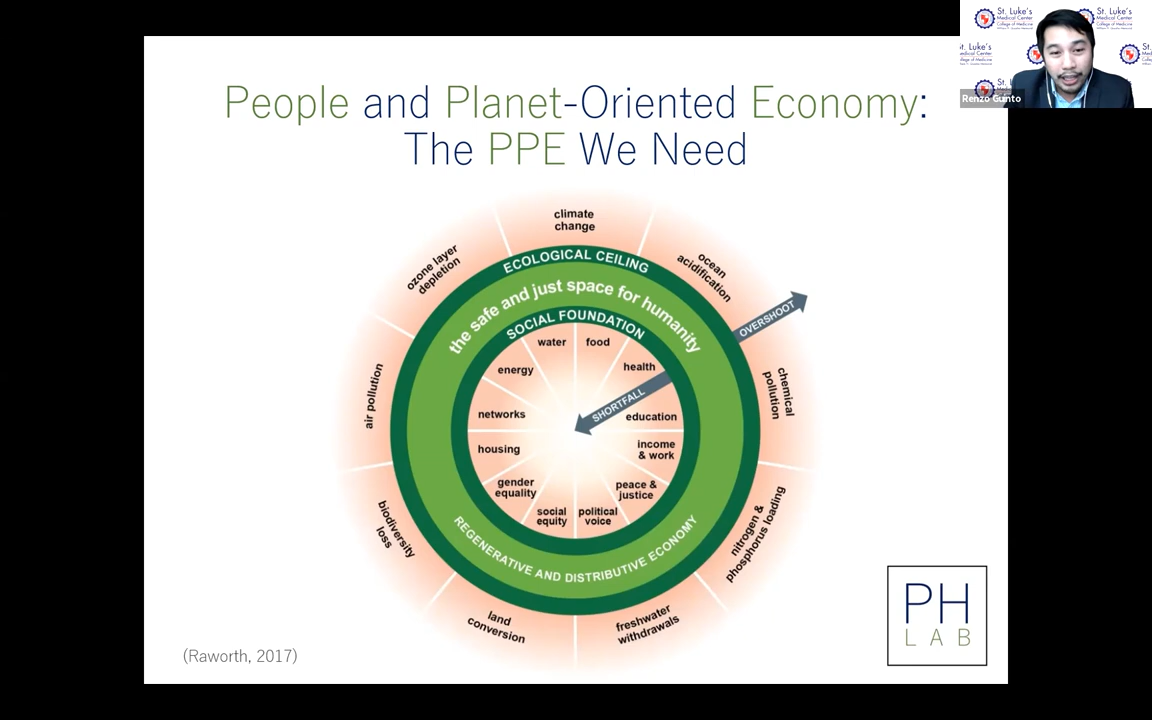 People and Planet-Oriented Economy:
The PPE We Need
climate
change
ozone layer
depletion
ocean
acidification
ECOLOGICAL CEILING
the safe and just space for humanity
SOCIAL FOUNDATION
OVERSHOOT
water
food
energy
health
SHORTFALL
air pollution
chemical
pollution
networks
education
housing
income
& work
gender
equality
peace &
justice
social
equity
political
voice
biodiversity
loss
nitrogen &
phosphorus loading
REGENERATIVE AND DISTRIBUTIVE ECONOMY
land
conversion
freshwater
withdrawals
(Raworth, 2017)
PH
LAB
St. Luke's
Medical Center
College of Medicine
Renzo Guinto